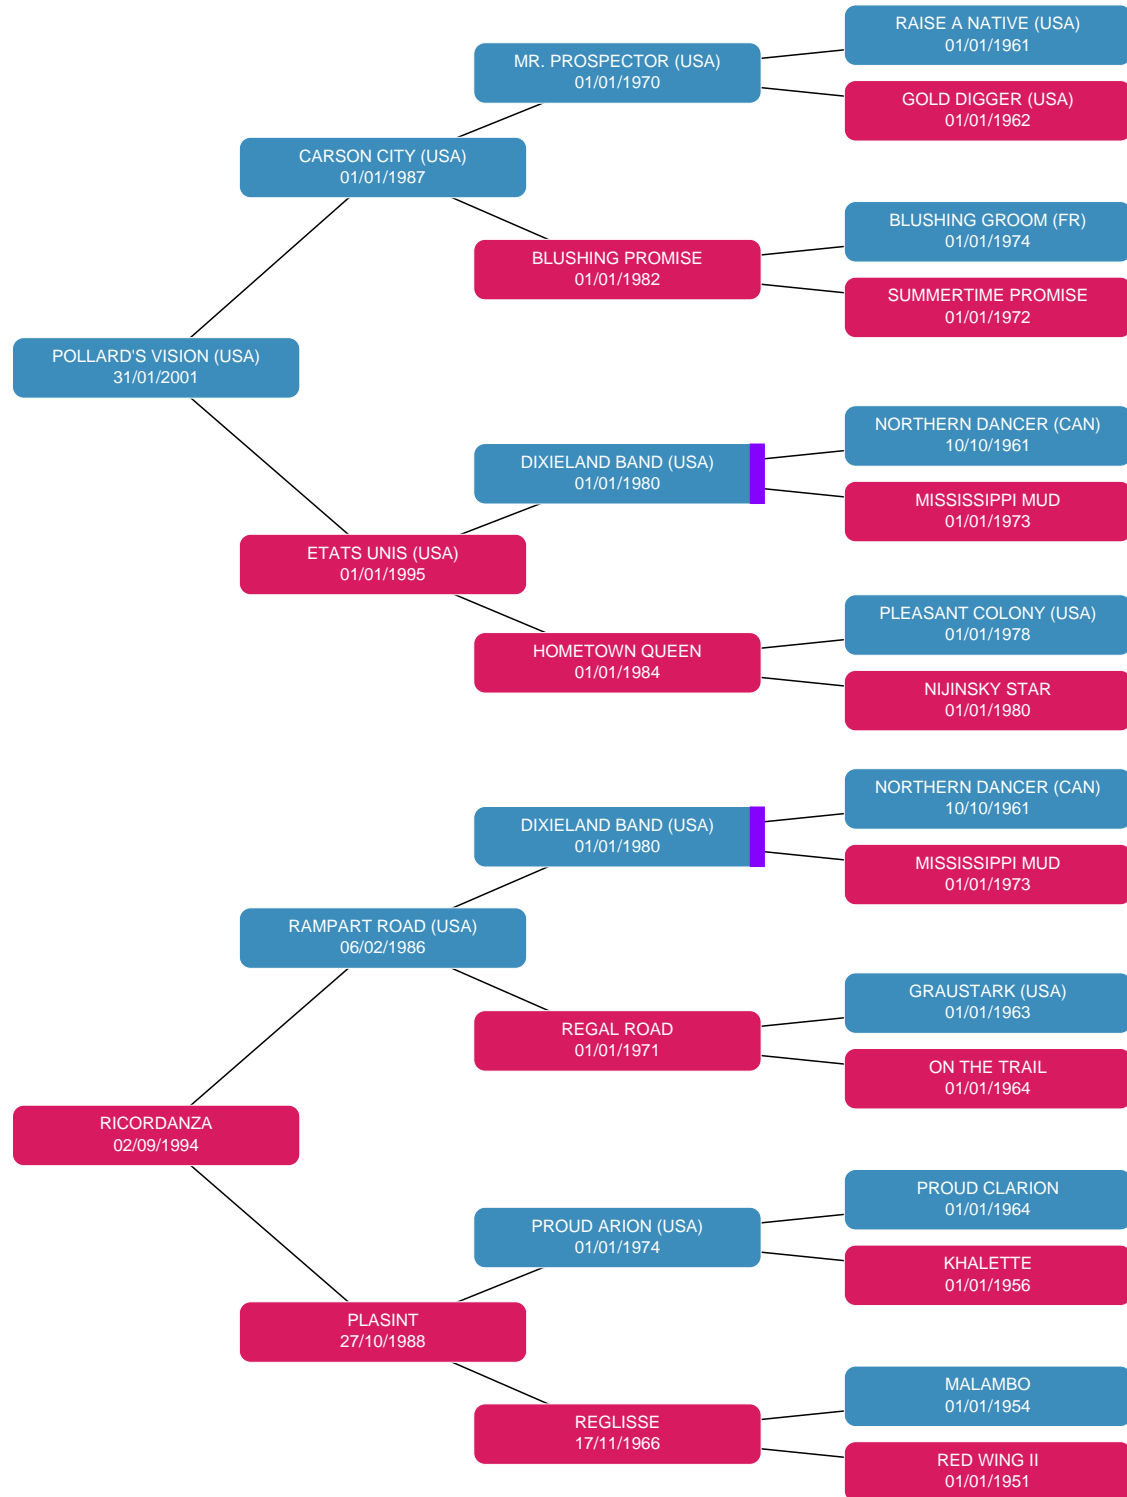 RAISE A NATIVE (USA)
01/01/1961
MR. PROSPECTOR (USA)
01/01/1970
GOLD DIGGER (USA)
01/01/1962
CARSON CITY (USA)
01/01/1987
BLUSHING GROOM (FR)
01/01/1974
BLUSHING PROMISE
01/01/1982
SUMMERTIME PROMISE
01/01/1972
POLLARD'S VISION (USA)
31/01/2001
NORTHERN DANCER (CAN)
10/10/1961
DIXIELAND BAND (USA)
01/01/1980
MISSISSIPPI MUD
01/01/1973
ETATS UNIS (USA)
01/01/1995
PLEASANT COLONY (USA)
01/01/1978
HOMETOWN QUEEN
01/01/1984
NIJINSKY STAR
01/01/1980
NORTHERN DANCER (CAN)
10/10/1961
DIXIELAND BAND (USA)
01/01/1980
MISSISSIPPI MUD
01/01/1973
RAMPART ROAD (USA)
06/02/1986
GRAUSTARK (USA)
01/01/1963
REGAL ROAD
01/01/1971
ON THE TRAIL
01/01/1964
RICORDANZA
02/09/1994
PROUD CLARION
01/01/1964
PROUD ARION (USA)
01/01/1974
KHALETTE
01/01/1956
PLASINT
27/10/1988
MALAMBO
01/01/1954
REGLISSE
17/11/1966
RED WING II
01/01/1951